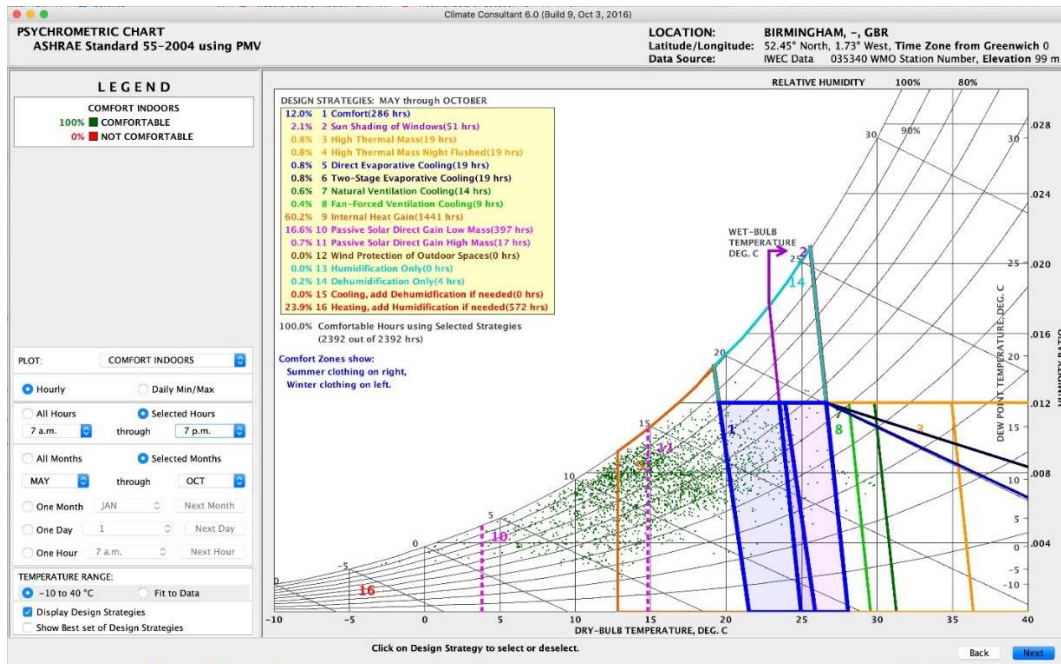 Climate Consultant 6.0 (Build 9, Oct 3, 2016)
PSYCHROMETRIC CHART
ASHRAE Standard 55-2004 using PMV
LOCATION: BIRMINGHAM, -, GBR
Latitude/Longitude: 52.45° North, 1.73° West, Time Zone from Greenwich 0
Data Source: IWEC Data 035340 WMO Station Number, Elevation 99 m
LEGEND
COMFORT INDOORS
100% COMFORTABLE
0% NOT COMFORTABLE
PLOT: COMFORT INDOORS
Hourly Daily Min/Max
All Hours Selected Hours
7 a.m. through 7 p.m.
All Months Selected Months
MAY through OCT
One Month JAN Next Month
One Day 1 Next Day
One Hour 7 a.m. Next Hour
TEMPERATURE RANGE:
-10 to 40 °C Fit to Data
Display Design Strategies
Show Best set of Design Strategies
RELATIVE HUMIDITY 100% 80%
90%
DESIGN STRATEGIES: MAY through OCTOBER
12.0% 1 Comfort(286 hrs)
2.1% 2 Sun Shading of Windows(51 hrs)
0.8% 3 High Thermal Mass(19 hrs)
0.8% 4 High Thermal Mass Night Flushed(19 hrs)
0.8% 5 Direct Evaporative Cooling(19 hrs)
0.8% 6 Two-Stage Evaporative Cooling(19 hrs)
0.6% 7 Natural Ventilation Cooling(14 hrs)
0.4% 8 Fan-Forced Ventilation Cooling(9 hrs)
60.2% 9 Internal Heat Gain(1441 hrs)
16.6% 10 Passive Solar Direct Gain Low Mass(397 hrs)
0.7% 11 Passive Solar Direct Gain High Mass(17 hrs)
0.0% 12 Wind Protection of Outdoor Spaces(0 hrs)
0.0% 13 Humidification Only(0 hrs)
0.2% 14 Dehumidification Only(4 hrs)
0.0% 15 Cooling, add Dehumidfication if needed(0 hrs)
23.9% 16 Heating, add Humidification if needed(572 hrs)
100.0% Comfortable Hours using Selected Strategies
(2392 out of 2392 hrs)
Comfort Zones show:
Summer clothing on right,
Winter clothing on left.
WET-BULB
TEMPERATURE
DEG. C
30
25
20
15
10
5
0
-5
-10
2
14
1
7
8
3
9
11
10
16
30
25
20
15
10
5
0
-5
-10
DEW POINT TEMPERATURE, DEG. C
.028
.024
.020
.016
.012
.008
.004
HUMIDITY RATIO
-10 -5 0 5 10 15 20 25 30 35 40
DRY-BULB TEMPERATURE, DEG. C
Click on Design Strategy to select or deselect.
Back Next